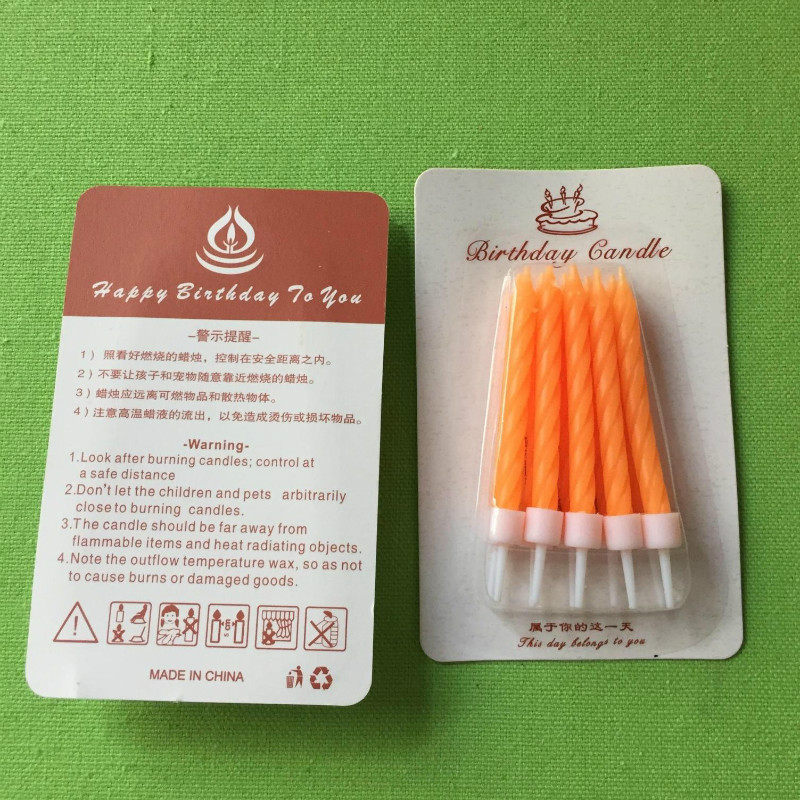 Happy Birthday To You
-警示提醒-
1）照看好燃烧的蜡烛，控制在安全距离之内。
2）不要让孩子和宠物随意靠近燃烧的蜡烛。
3）蜡烛应远离可燃物品和散热物体。
4）注意高温蜡液的流出，以免造成烫伤或损坏物品。
-Warning-
1.Look after burning candles; control at
a safe distance
2.Don't let the children and pets arbitrarily
close to burning candles.
3.The candle should be far away from
flammable items and heat radiating objects.
4.Note the outflow temperature wax, so as not
to cause burns or damaged goods.
MADE IN CHINA
Birthday Candle
属于你的这一天
This day belongs to you